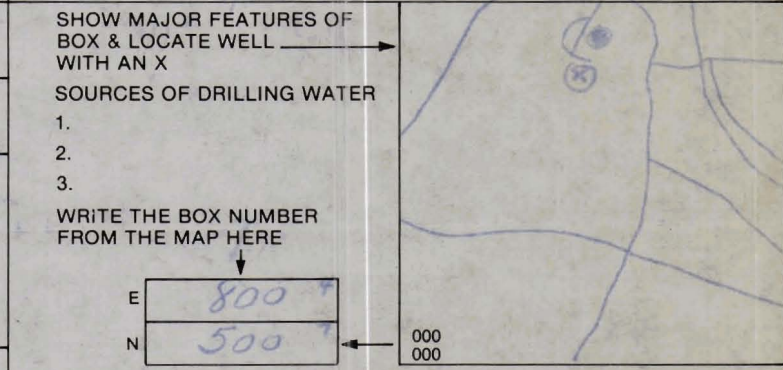 SHOW MAJOR FEATURES OF
BOX & LOCATE WELL
WITH AN X
SOURCES OF DRILLING WATER
1.
2.
3.
WRITE THE BOX NUMBER
FROM THE MAP HERE
E 800
N 500
000
000
X